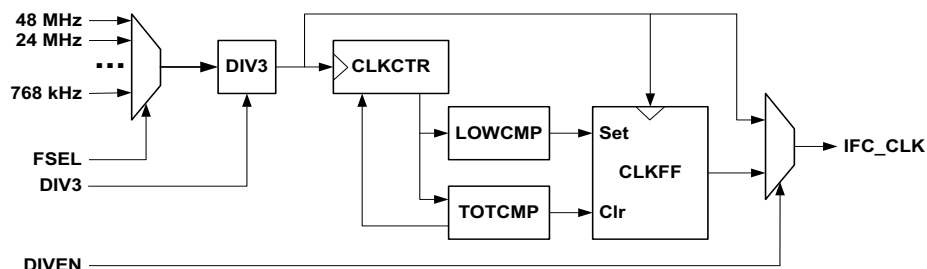 48 MHz
24 MHz
...
768 kHz
FSEL
DIV3
DIVEN
DIV3
CLKCTR
LOWCMP
TOTCMP
Set
CLKFF
Clr
IFC_CLK